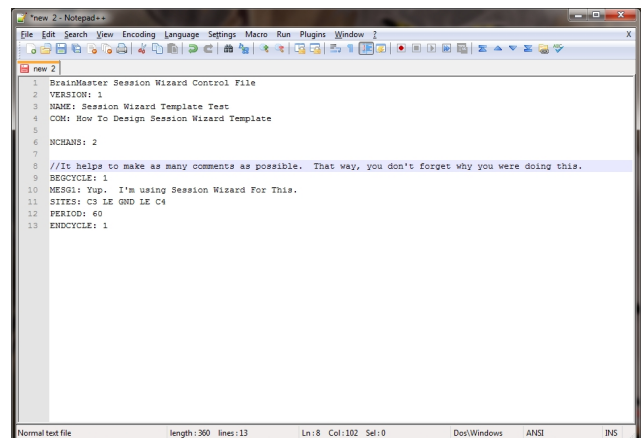 *new 2 - Notepad++
File Edit Search View Encoding Language Settings Macro Run Plugins Window ? X
new 2
1 BrainMaster Session Wizard Control File
2 VERSION: 1
3 NAME: Session Wizard Template Test
4 COM: How To Design Session Wizard Template
5
6 NCHANS: 2
7
8 //It helps to make as many comments as possible. That way, you don't forget why you were doing this.
9 BEGCYCLE: 1
10 MESG1: Yup. I'm using Session Wizard For This.
11 SITES: C3 LE GND LE C4
12 PERIOD: 60
13 ENDCYCLE: 1
Normal text file length : 360 lines : 13 Ln : 8 Col : 102 Sel : 0 Dos\Windows ANSI INS